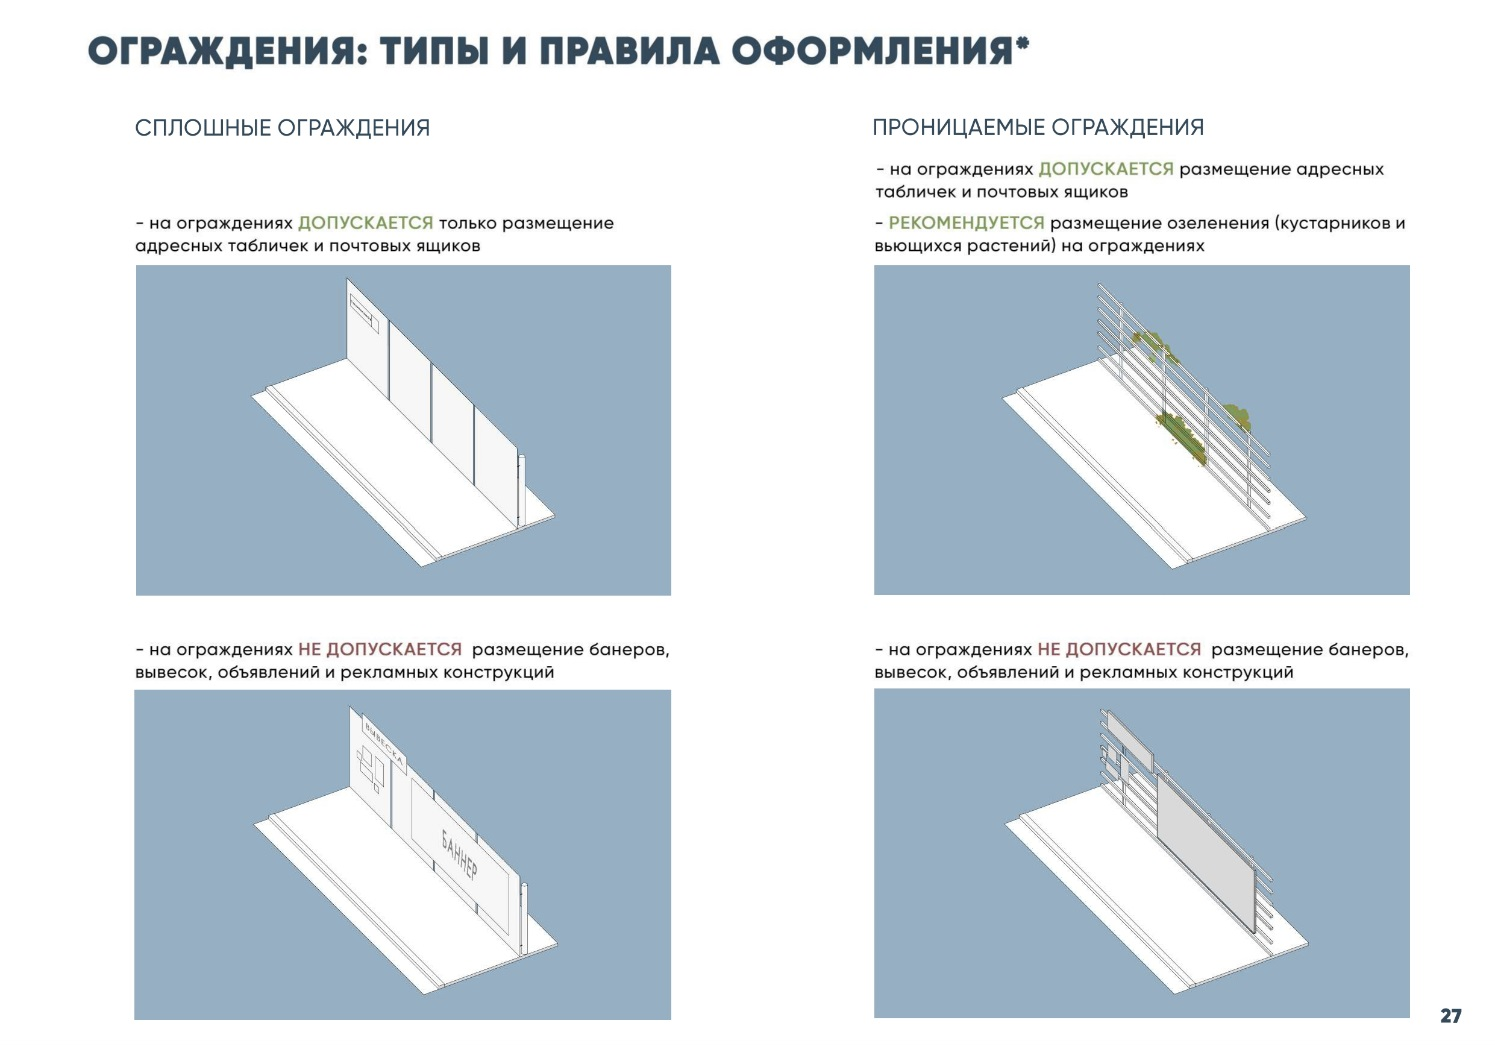 ОГРАЖДЕНИЯ: ТИПЫ И ПРАВИЛА ОФОРМЛЕНИЯ*
СПЛОШНЫЕ ОГРАЖДЕНИЯ
- на ограждениях ДОПУСКАЕТСЯ только размещение
адресных табличек и почтовых ящиков
- на ограждениях НЕ ДОПУСКАЕТСЯ размещение банеров,
вывесок, объявлений и рекламных конструкций
ВЫВЕСКА
БАННЕР
ПРОНИЦАЕМЫЕ ОГРАЖДЕНИЯ
- на ограждениях ДОПУСКАЕТСЯ размещение адресных
табличек и почтовых ящиков
- РЕКОМЕНДУЕТСЯ размещение озеленения (кустарников и
вьющихся растений) на ограждениях
- на ограждениях НЕ ДОПУСКАЕТСЯ размещение банеров,
вывесок, объявлений и рекламных конструкций
27